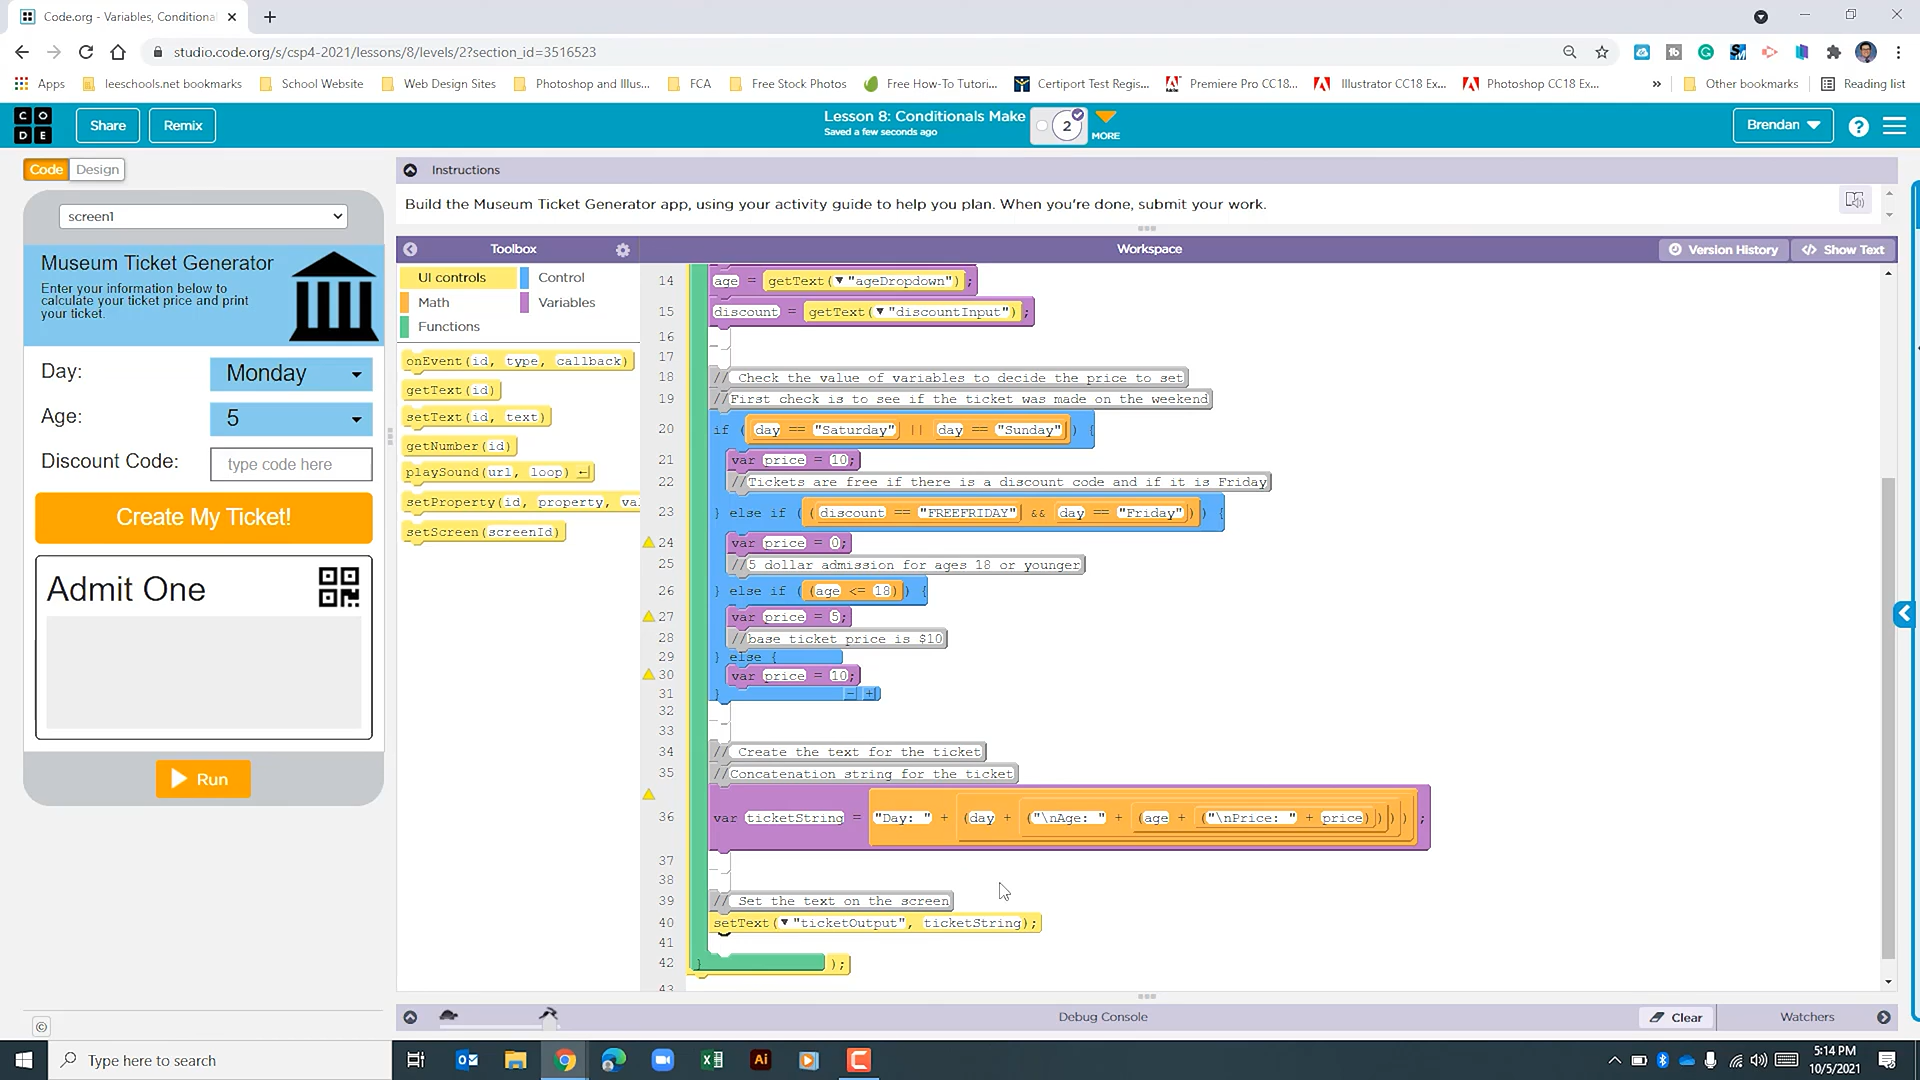 Code.org - Variables, Conditiona
studio.code.org/s/csp4-2021/lessons/8/levels/2?section_id=3516523
Apps
leeschools.net bookmarks
School Website
Web Design Sites
Photoshop and Illus...
FCA
Free Stock Photos
Free How-To Tutori...
Certiport Test Regis...
Premiere Pro CC18...
Illustrator CC18 Ex...
Photoshop CC18 Ex...
»
Other bookmarks
Reading list
CODE
Share
Remix
Lesson 8: Conditionals Make
Saved a few seconds ago
2
MORE
Brendan
?
Code
Design
Instructions
Build the Museum Ticket Generator app, using your activity guide to help you plan. When you're done, submit your work.
screen1
Toolbox
Workspace
Version History
Show Text
Museum Ticket Generator
Enter your information below to
calculate your ticket price and print
your ticket.
Day:
Monday
Age:
5
Discount Code:
type code here
Create My Ticket!
Admit One
Run
UI controls
Control
Math
Variables
Functions
onEvent(id, type, callback)
getText(id)
setText(id, text)
getNumber(id)
playSound(url, loop)
setProperty(id, property, va
setScreen(screenId)
14 age = getText("ageDropdown");
15 discount = getText("discountInput");
16
17
18 // Check the value of variables to decide the price to set
19 //First check is to see if the ticket was made on the weekend
20 if (day == "Saturday" || day == "Sunday") {
21 var price = 10;
22 //Tickets are free if there is a discount code and if it is Friday
23 } else if ((discount == "FREEFRIDAY" && day == "Friday")) {
24 var price = 0;
25 //5 dollar admission for ages 18 or younger
26 } else if ((age <= 18)) {
27 var price = 5;
28 //base ticket price is $10
29 } else {
30 var price = 10;
31 } - +
32
33
34 // Create the text for the ticket
35 //Concatenation string for the ticket
36 var ticketString = "Day: " + (day + ("\nAge: " + (age + ("\nPrice: " + price))));
37
38
39 // Set the text on the screen
40 setText("ticketOutput", ticketString);
41
42 } );
43
Debug Console
Clear
Watchers
Type here to search
5:14 PM
10/5/2021